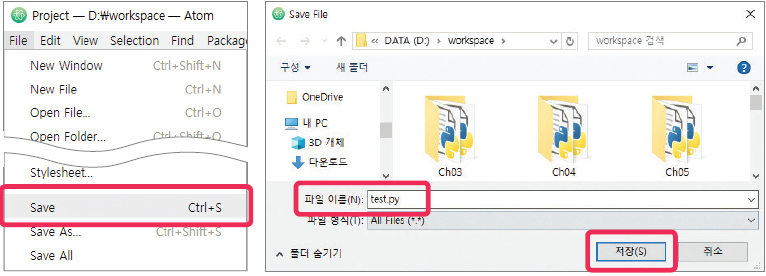 Project — D:₩workspace — Atom
File Edit View Selection Find Package
New Window Ctrl+Shift+N
New File Ctrl+N
Open File... Ctrl+O
Open Folder... Ctrl+Shift+O
Stylesheet...
Save Ctrl+S
Save As... Ctrl+Shift+S
Save All
Save File
DATA (D:) workspace
workspace 검색
구성 새 폴더
OneDrive
내 PC
3D 개체
다운로드
Ch03 Ch04 Ch05
파일 이름(N): test.py
파일 형식(T): All Files (*.*)
폴더 숨기기 저장(S) 취소